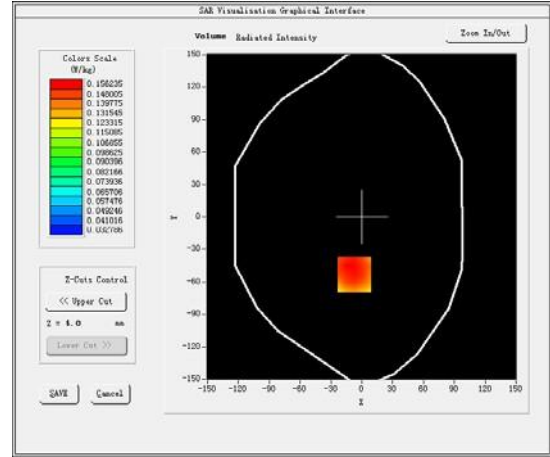 SAR Visualisation Graphical Interface
Volume Radiated Intensity
Zoom In/Out
Colors Scale
(W/kg)
0.156235
0.148005
0.139775
0.131545
0.123315
0.115085
0.106855
0.098625
0.090396
0.082166
0.073936
0.065706
0.057476
0.049246
0.041016
0.032786
150
120
90
60
30
0
-30
-60
-90
-120
-150
Y
-150 -120 -90 -60 -30 0 30 60 90 120 150
X
Z-Cuts Control
<< Upper Cut
Z = 4.0 mm
Lower Cut >>
SAVE Cancel